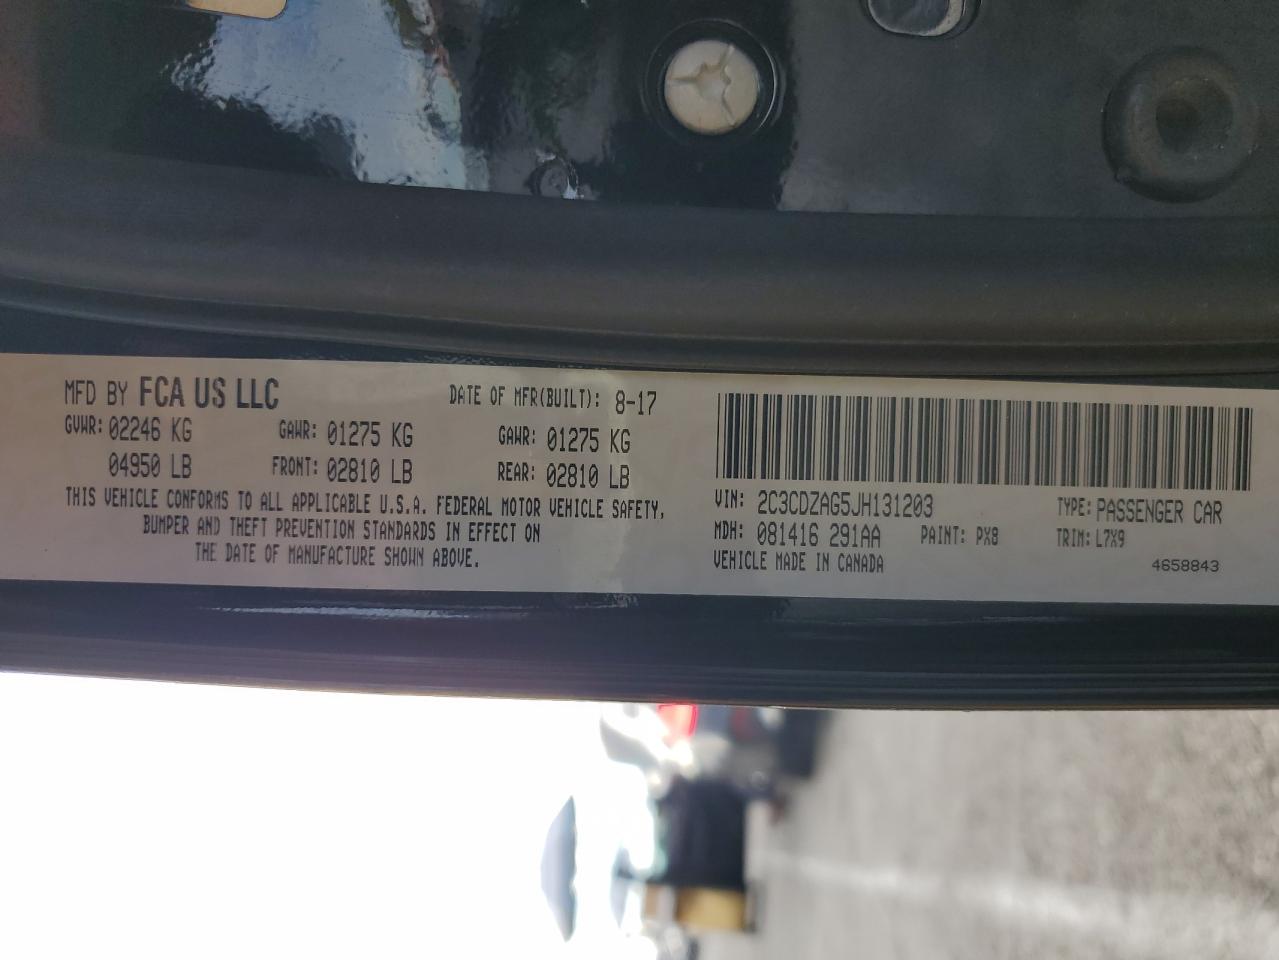 MFD BY FCA US LLC DATE OF MFR(BUILT): 8-17
GVWR: 02246 KG GAWR: 01275 KG GAWR: 01275 KG
04950 LB FRONT: 02810 LB REAR: 02810 LB
THIS VEHICLE CONFORMS TO ALL APPLICABLE U.S.A. FEDERAL MOTOR VEHICLE SAFETY,
BUMPER AND THEFT PREVENTION STANDARDS IN EFFECT ON
THE DATE OF MANUFACTURE SHOWN ABOVE.
VIN: 2C3CDZAG5JH131203 TYPE: PASSENGER CAR
MDH: 081416 291AA PAINT: PX8 TRIM: L7X9
VEHICLE MADE IN CANADA 4658843